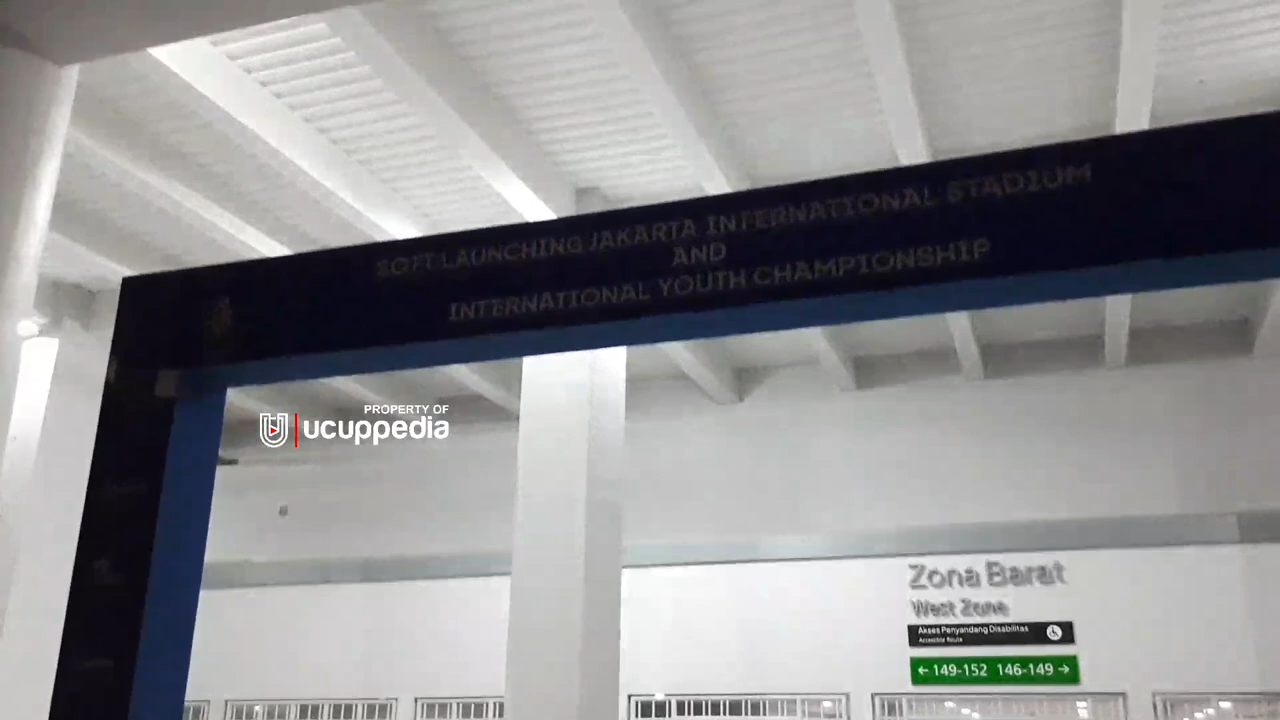 SOFT LAUNCHING JAKARTA INTERNATIONAL STADIUM
AND
INTERNATIONAL YOUTH CHAMPIONSHIP
PROPERTY OF
ucuppedia
Zona Barat
West Zone
Akses Penyandang Disabilitas
Accessible Route
← 149-152 146-149 →